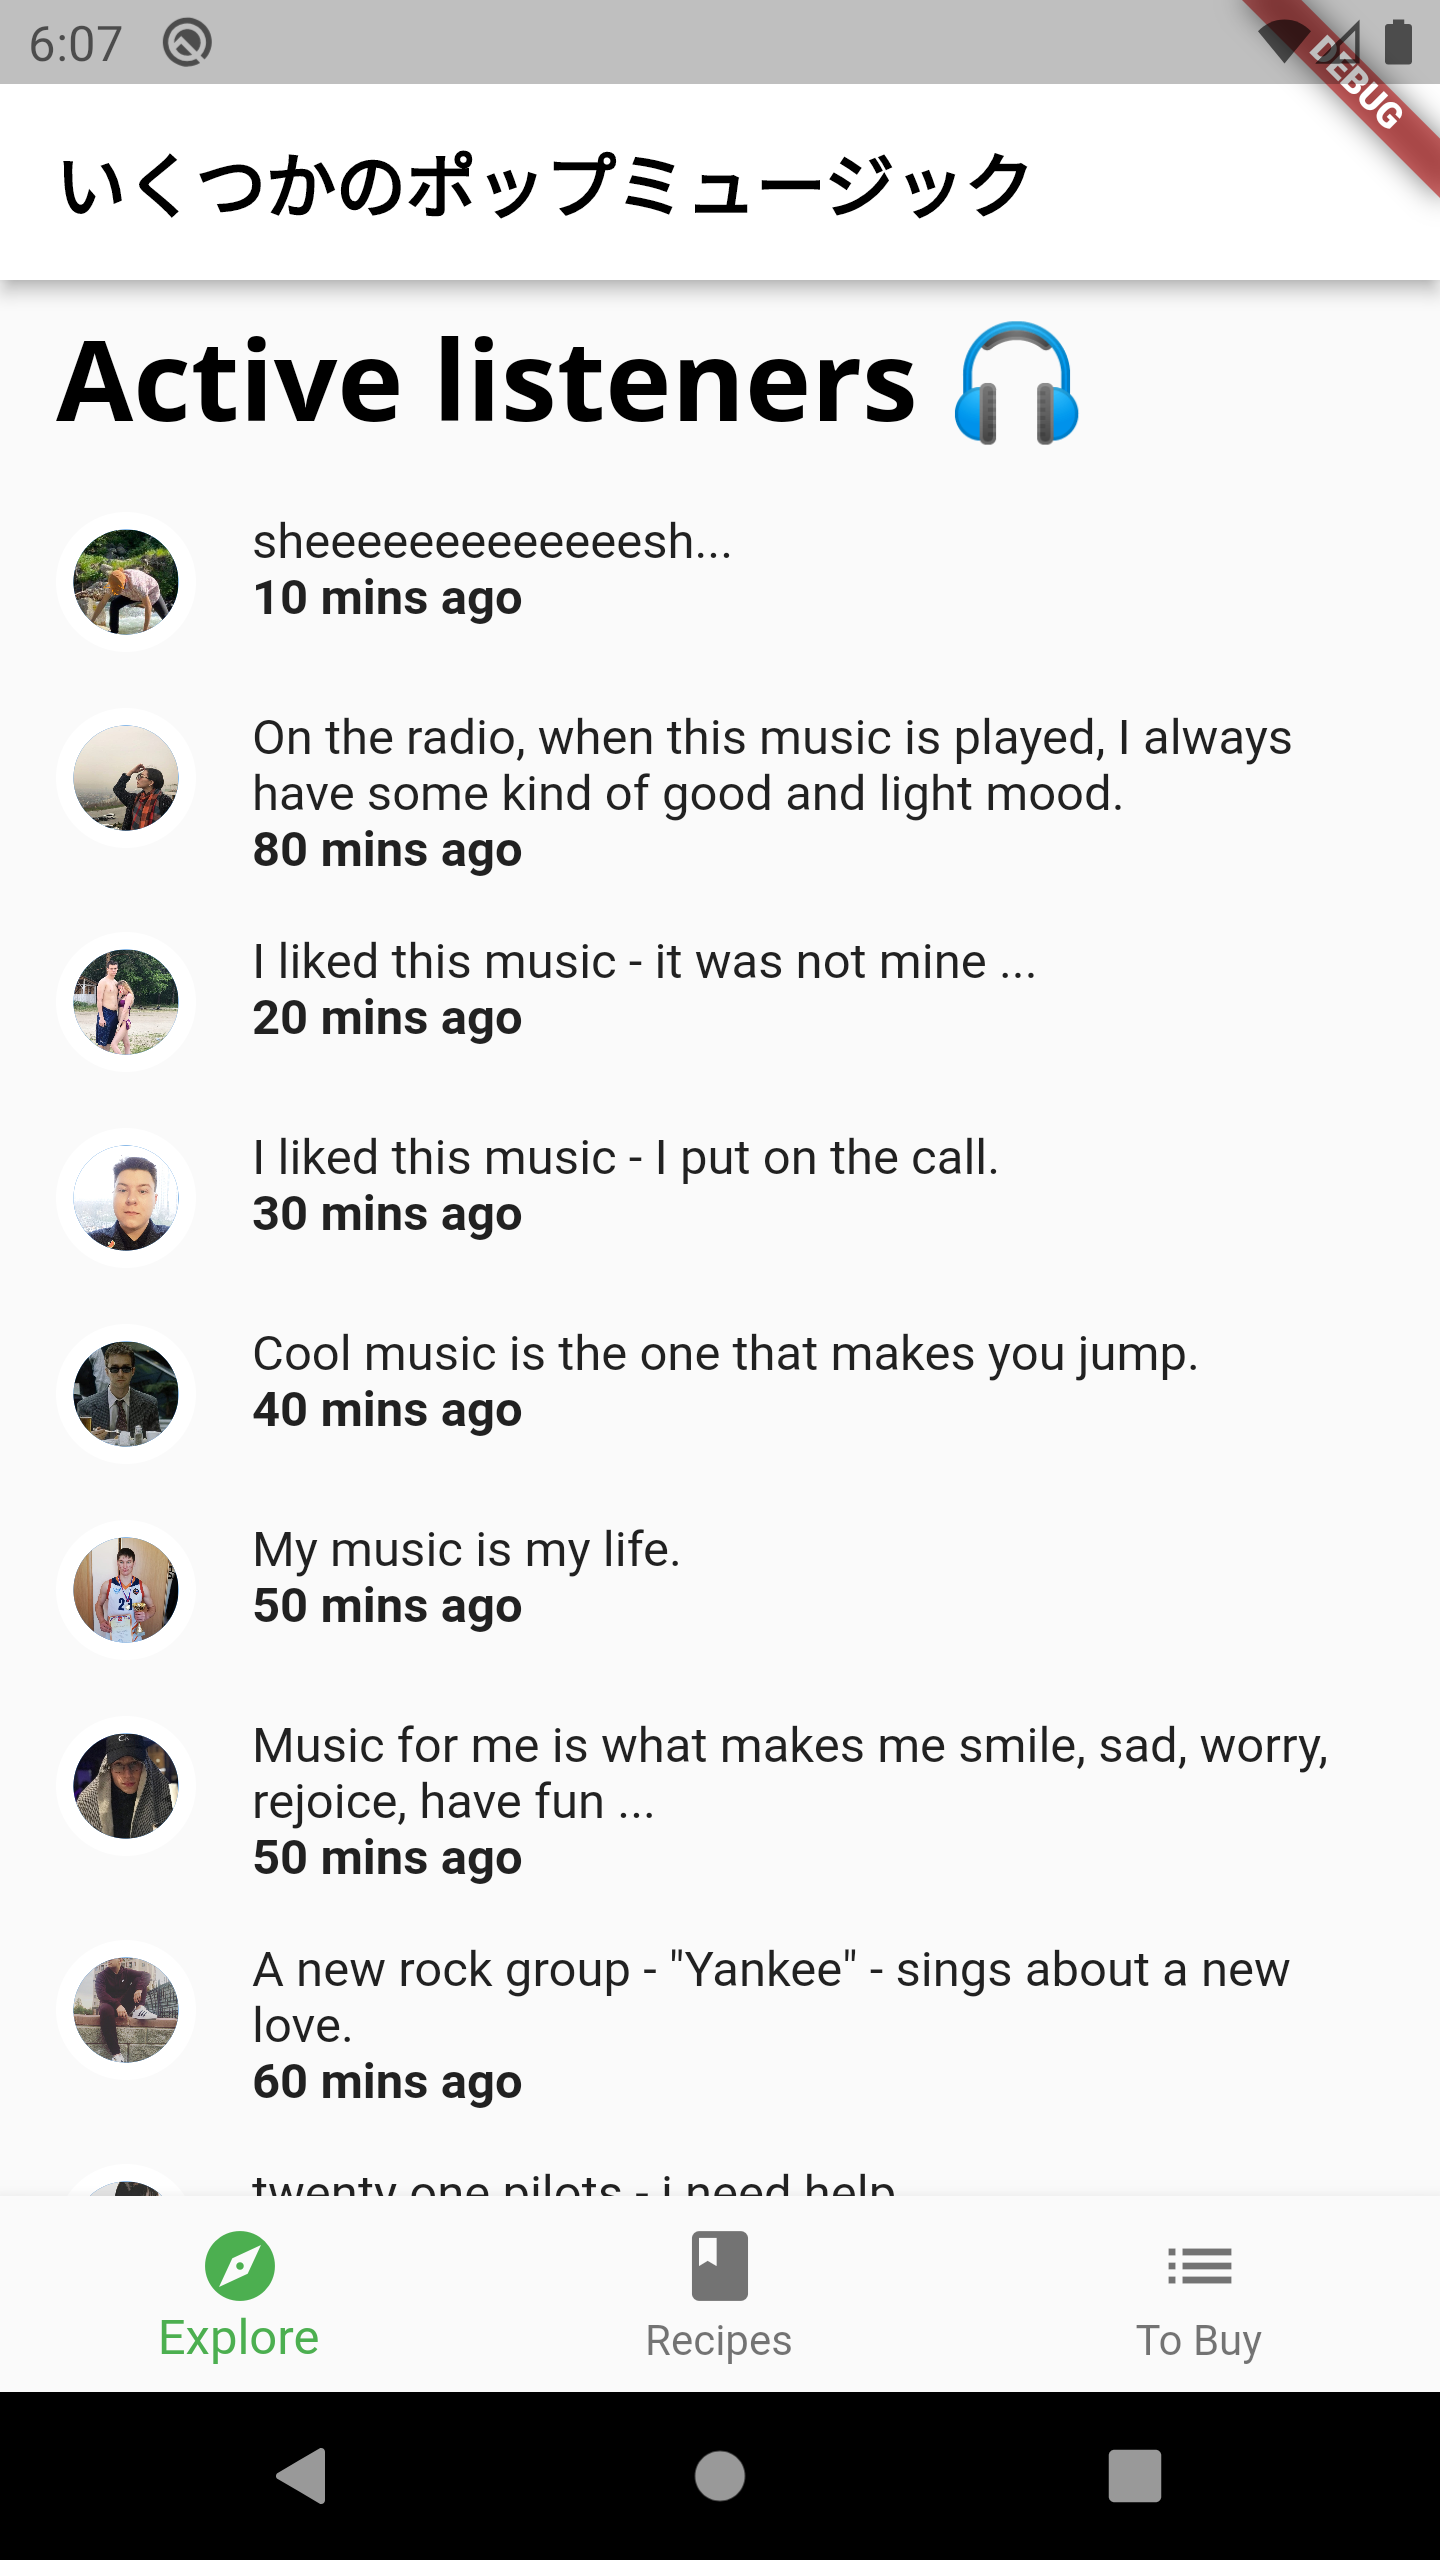 6:07
DEBUG
いくつかのポップミュージック
Active listeners 🎧
sheeeeeeeeeeeeesh...
10 mins ago
On the radio, when this music is played, I always
have some kind of good and light mood.
80 mins ago
I liked this music - it was not mine ...
20 mins ago
I liked this music - I put on the call.
30 mins ago
Cool music is the one that makes you jump.
40 mins ago
My music is my life.
50 mins ago
Music for me is what makes me smile, sad, worry,
rejoice, have fun ...
50 mins ago
A new rock group - "Yankee" - sings about a new
love.
60 mins ago
twenty one pilots - i need help
Explore
Recipes
To Buy